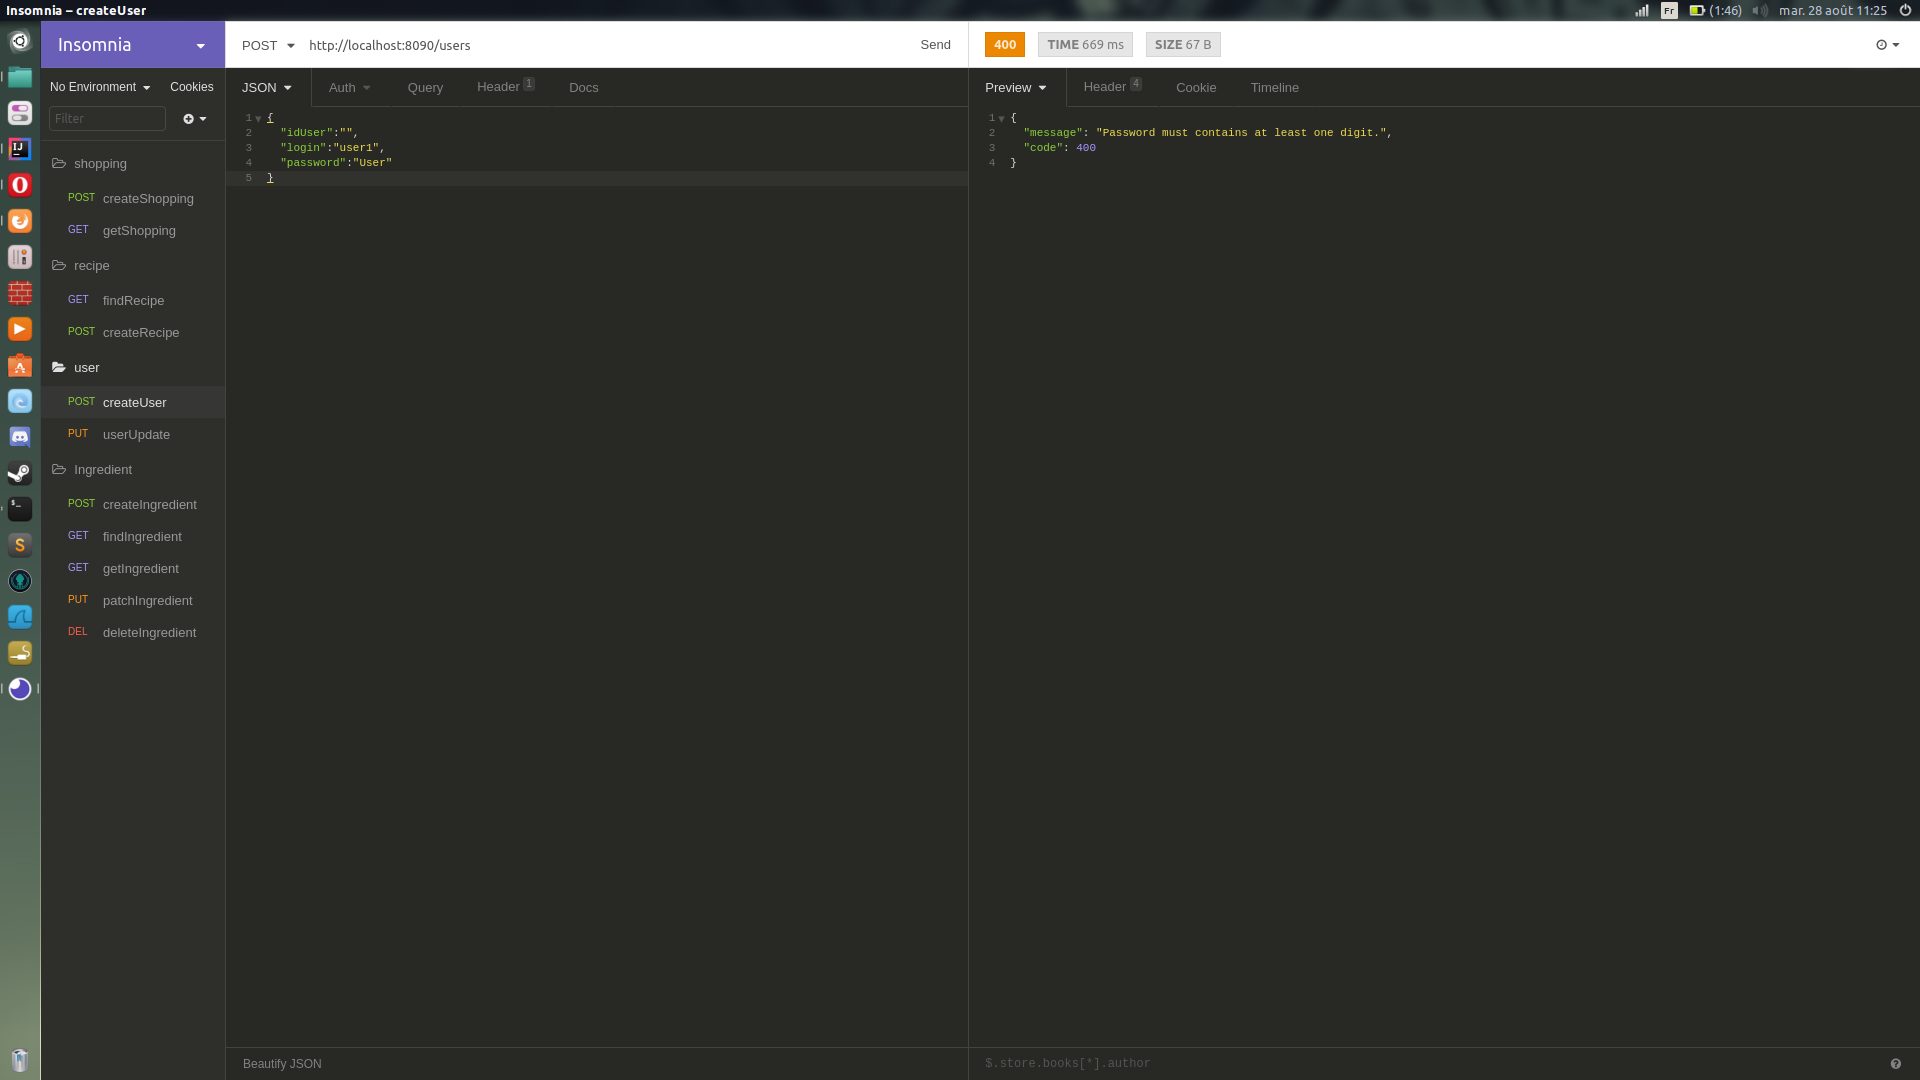 Insomnia – createUser
Fr (1:46) mar. 28 août 11:25
Insomnia
No Environment Cookies
Filter
shopping
POST createShopping
GET getShopping
recipe
GET findRecipe
POST createRecipe
user
POST createUser
PUT userUpdate
Ingredient
POST createIngredient
GET findIngredient
GET getIngredient
PUT patchIngredient
DEL deleteIngredient
POST http://localhost:8090/users Send
JSON Auth Query Header 1 Docs
1 {
2 "idUser":"",
3 "login":"user1",
4 "password":"User"
5 }
Beautify JSON
400 TIME 669 ms SIZE 67 B
Preview Header 4 Cookie Timeline
1 {
2 "message": "Password must contains at least one digit.",
3 "code": 400
4 }
$.store.books[*].author